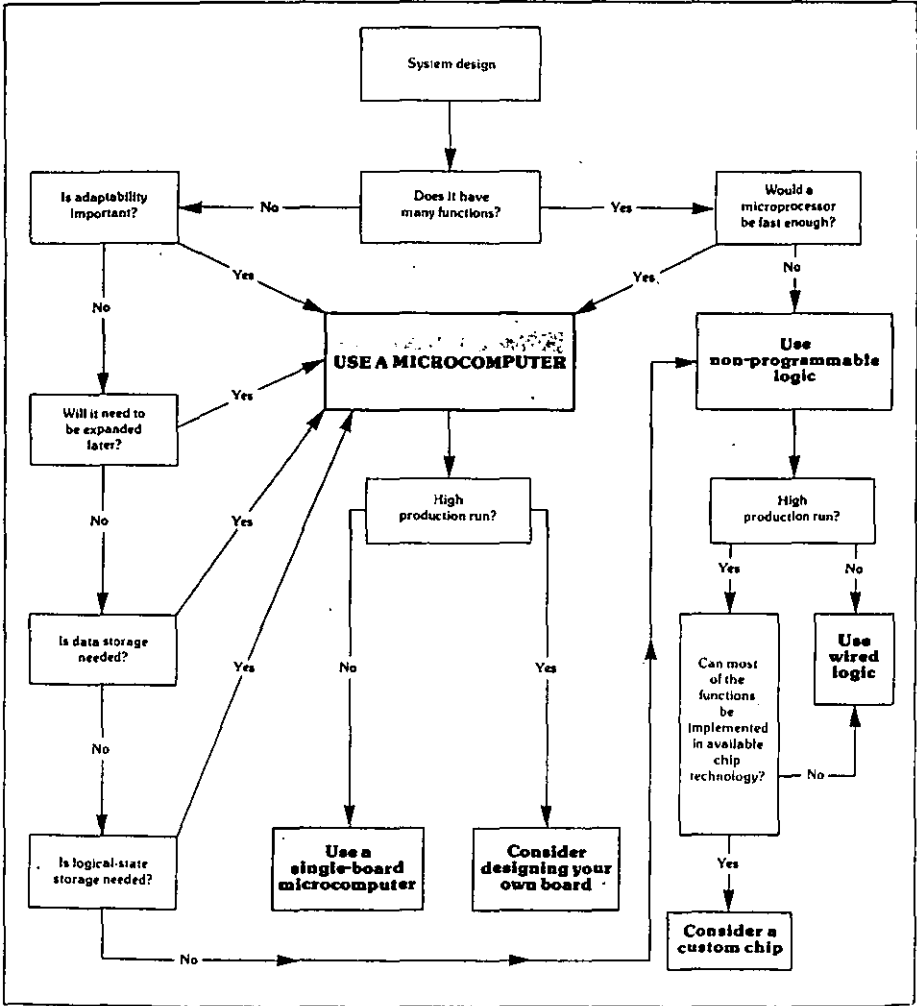 System design
Is adaptability
important?
No
Does it have
many functions?
Yes
Would a
microprocessor
be fast enough?
Yes
Yes
No
No
USE A MICROCOMPUTER
Use
non-programmable
logic
Will it need to
be expanded
later?
Yes
No
High
production run?
High
production run?
Yes
Yes
No
Is data storage
needed?
Yes
No
Yes
Can most
of the
functions
be
implemented
in available
chip
technology?
Use
wired
logic
No
No
Is logical-state
storage needed?
Use a
single-board
microcomputer
Consider
designing your
own board
Yes
Consider a
custom chip
No